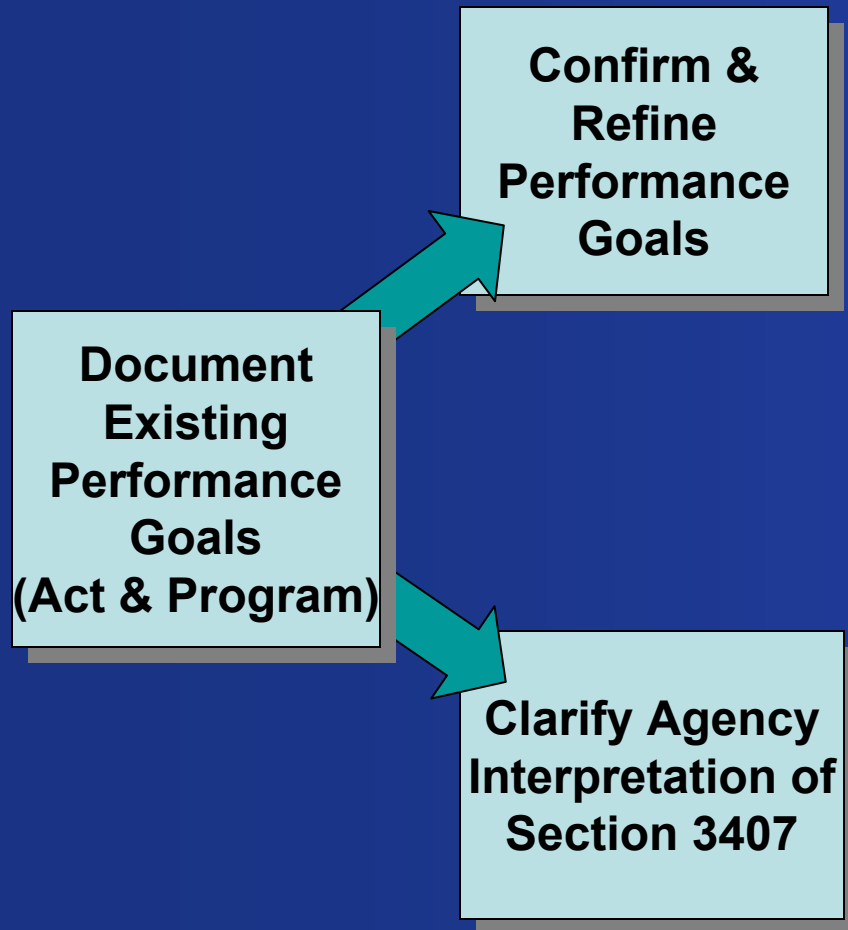 Confirm &
Refine
Performance
Goals
Document
Existing
Performance
Goals
(Act & Program)
Clarify Agency
Interpretation of
Section 3407